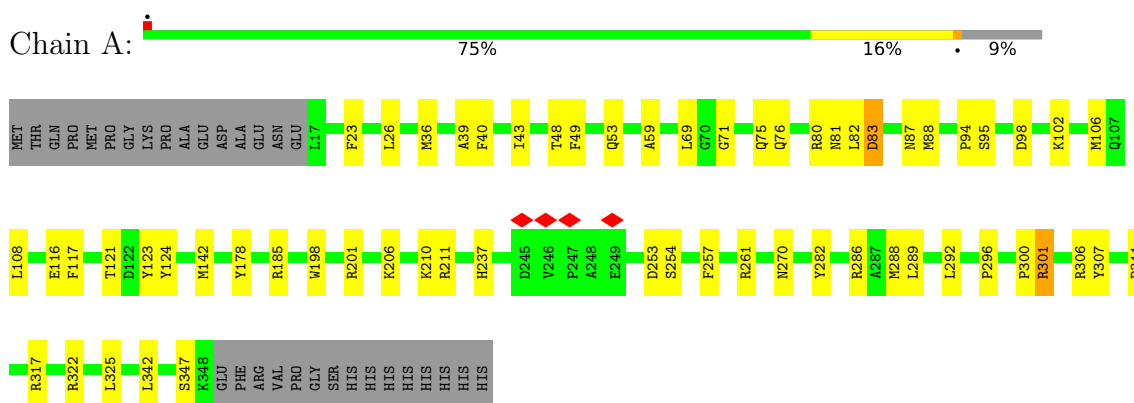 Chain A:
75% 16% • 9%
MET THR GLN PRO MET PRO GLY LYS PRO ALA GLU ASP ALA GLU ASN GLU L17 F23 L26 M36 A39 F40 I43 T48 F49 Q53 A59 L69 G70 G71 Q75 Q76 R80 N81 L82 D83 N87 M88 P94 S95 D98 K102 M106 Q107
L108 E116 F117 T121 D122 Y123 Y124 M142 Y178 R185 W198 R201 K206 K210 R211 H237 D245 V246 P247 A248 E249 D253 S254 F257 R261 N270 Y282 R286 A287 M288 L289 L292 P296 P300 R301 R306 Y307
R317 R322 L325 L342 S347 K348 GLU PHE ARG VAL PRO GLY SER HIS HIS HIS HIS HIS HIS HIS HIS